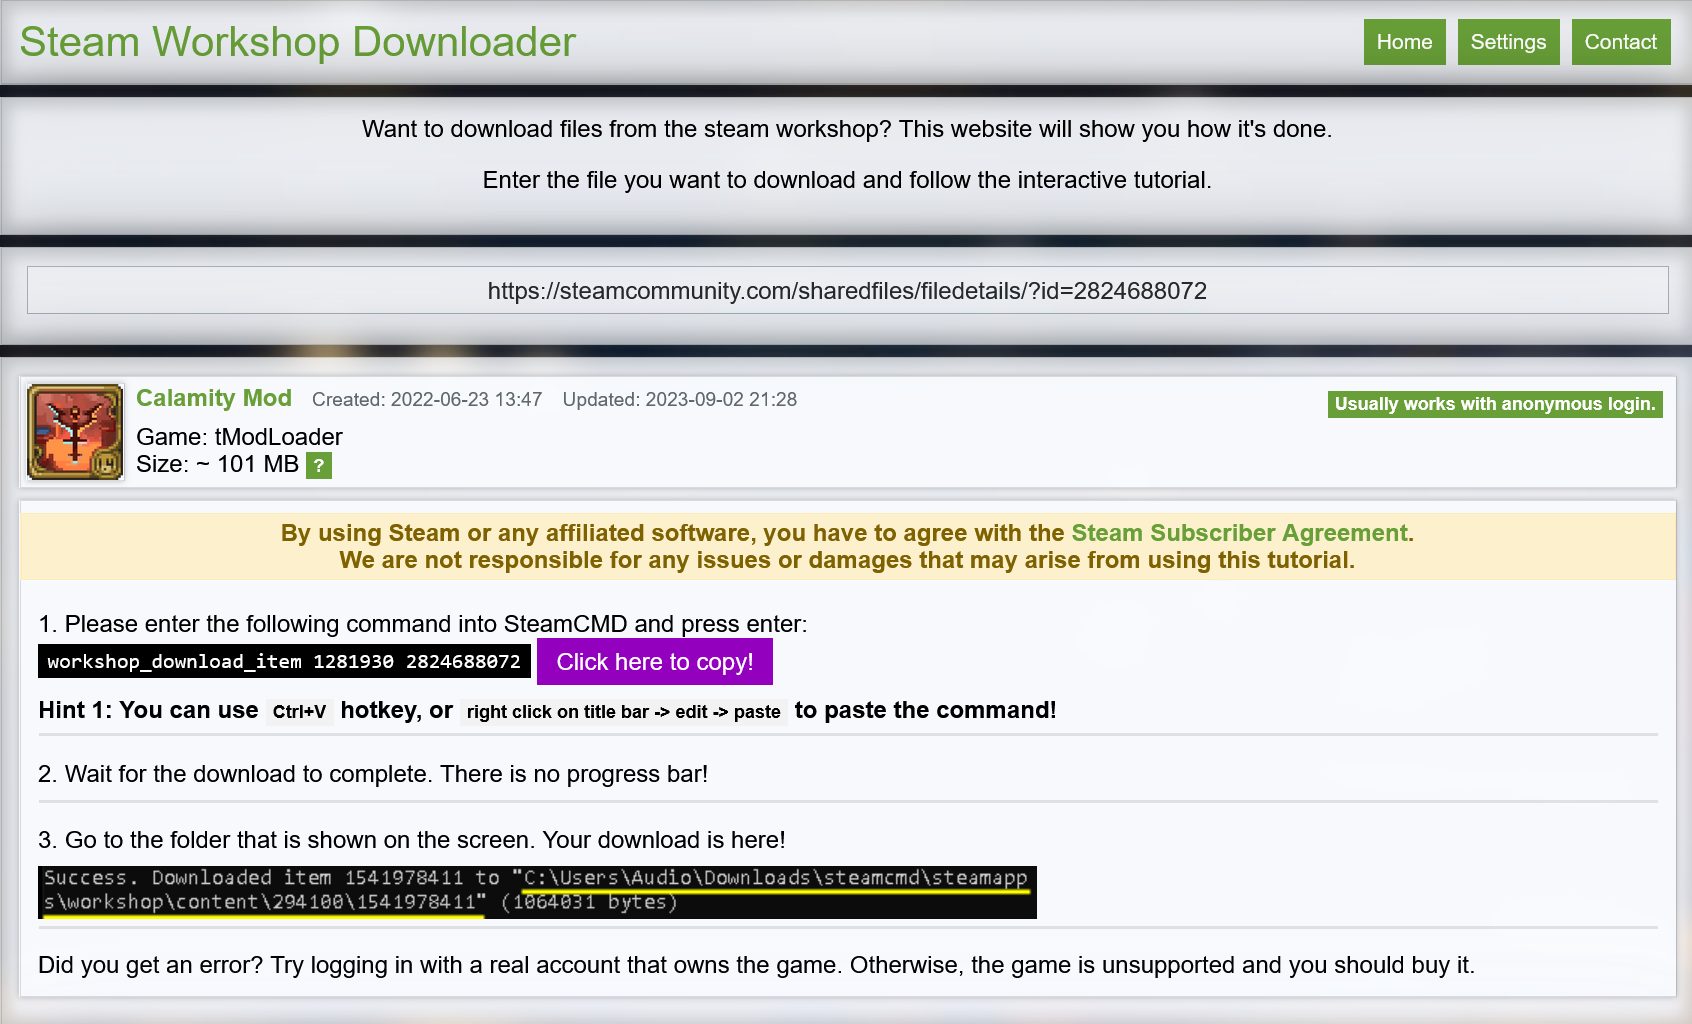 Steam Workshop Downloader
Home Settings Contact
Want to download files from the steam workshop? This website will show you how it's done.
Enter the file you want to download and follow the interactive tutorial.
https://steamcommunity.com/sharedfiles/filedetails/?id=2824688072
Calamity Mod Created: 2022-06-23 13:47 Updated: 2023-09-02 21:28
Usually works with anonymous login.
Game: tModLoader
Size: ~ 101 MB ?
By using Steam or any affiliated software, you have to agree with the Steam Subscriber Agreement.
We are not responsible for any issues or damages that may arise from using this tutorial.
1. Please enter the following command into SteamCMD and press enter:
workshop_download_item 1281930 2824688072 Click here to copy!
Hint 1: You can use Ctrl+V hotkey, or right click on title bar -> edit -> paste to paste the command!
2. Wait for the download to complete. There is no progress bar!
3. Go to the folder that is shown on the screen. Your download is here!
Success. Downloaded item 1541978411 to "C:\Users\Audio\Downloads\steamcmd\steamapp
s\workshop\content\294100\1541978411" (1064031 bytes)
Did you get an error? Try logging in with a real account that owns the game. Otherwise, the game is unsupported and you should buy it.